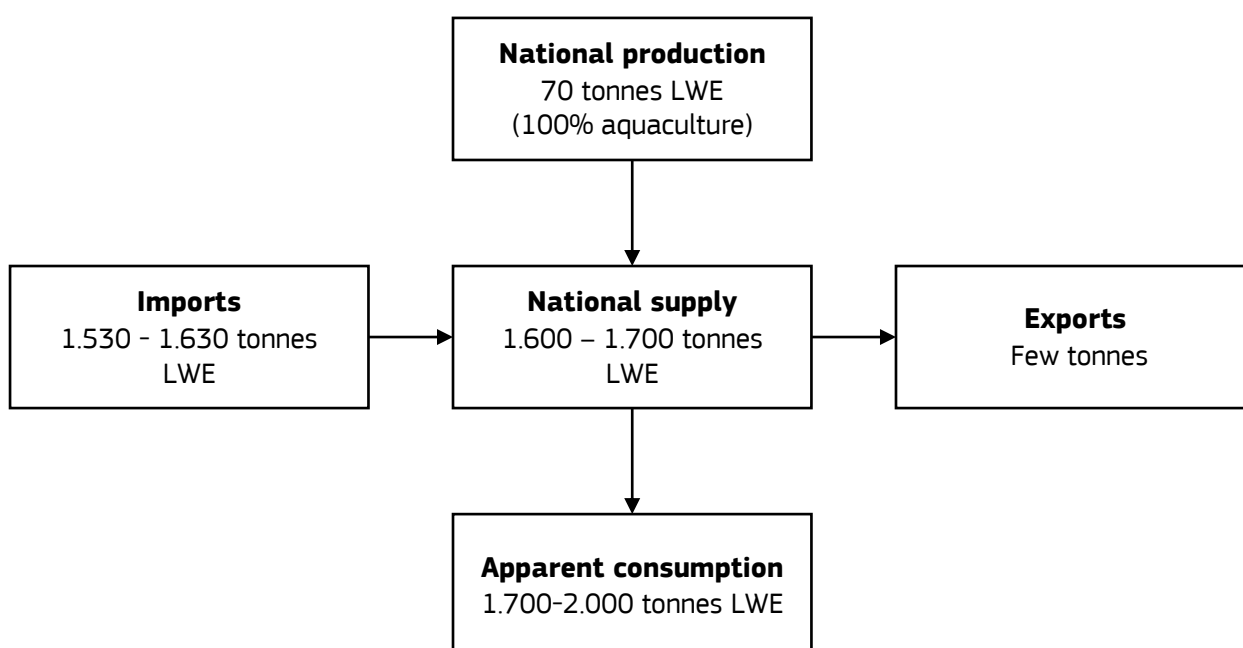 National production
70 tonnes LWE
(100% aquaculture)
Imports
1.530 - 1.630 tonnes
LWE
National supply
1.600 – 1.700 tonnes
LWE
Exports
Few tonnes
Apparent consumption
1.700-2.000 tonnes LWE